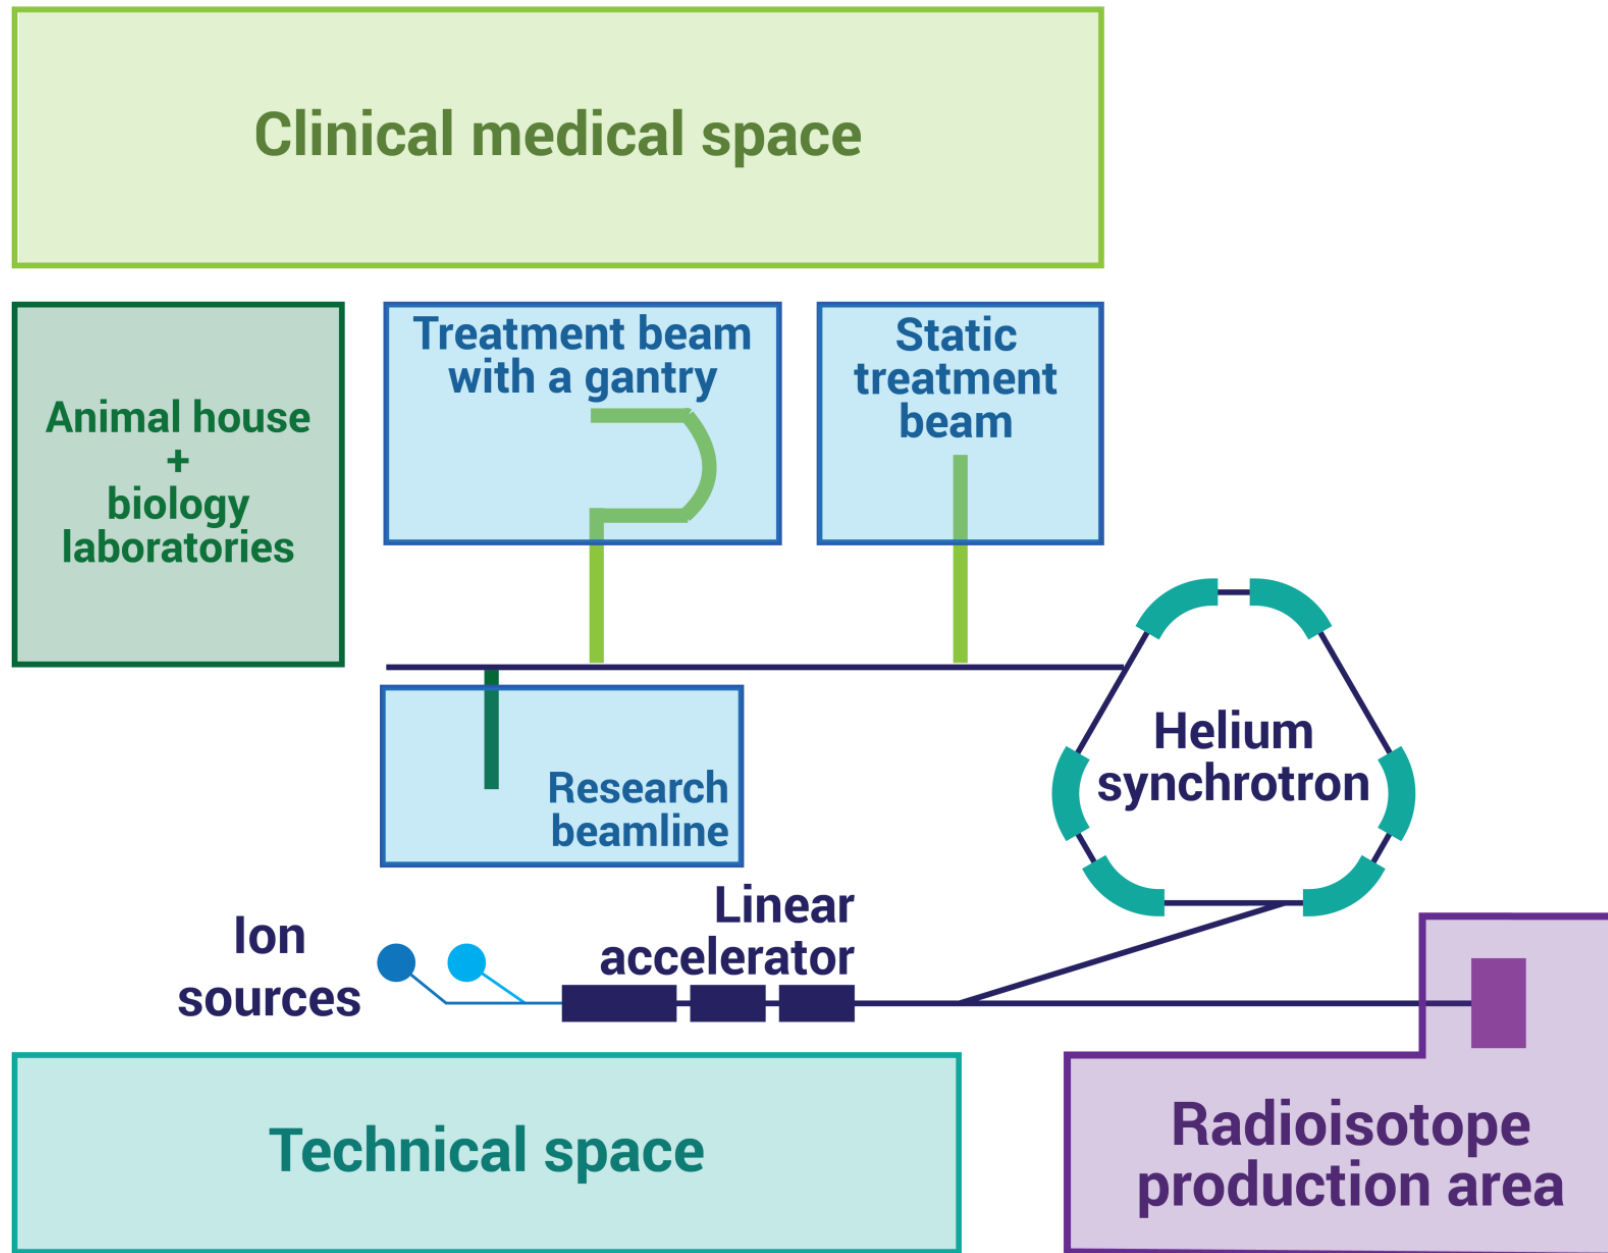 Clinical medical space
Animal house
+
biology
laboratories
Treatment beam
with a gantry
Static
treatment
beam
Helium
synchrotron
Research
beamline
Linear
accelerator
Ion
sources
Technical space
Radioisotope
production area